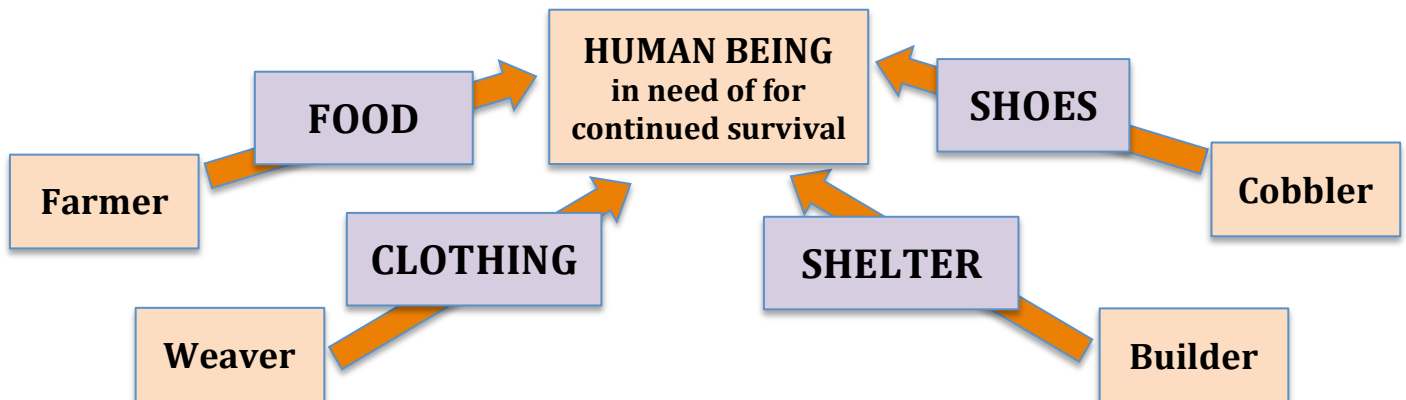 HUMAN BEING
in need of for
continued survival
FOOD
SHOES
Farmer
Cobbler
CLOTHING
SHELTER
Weaver
Builder